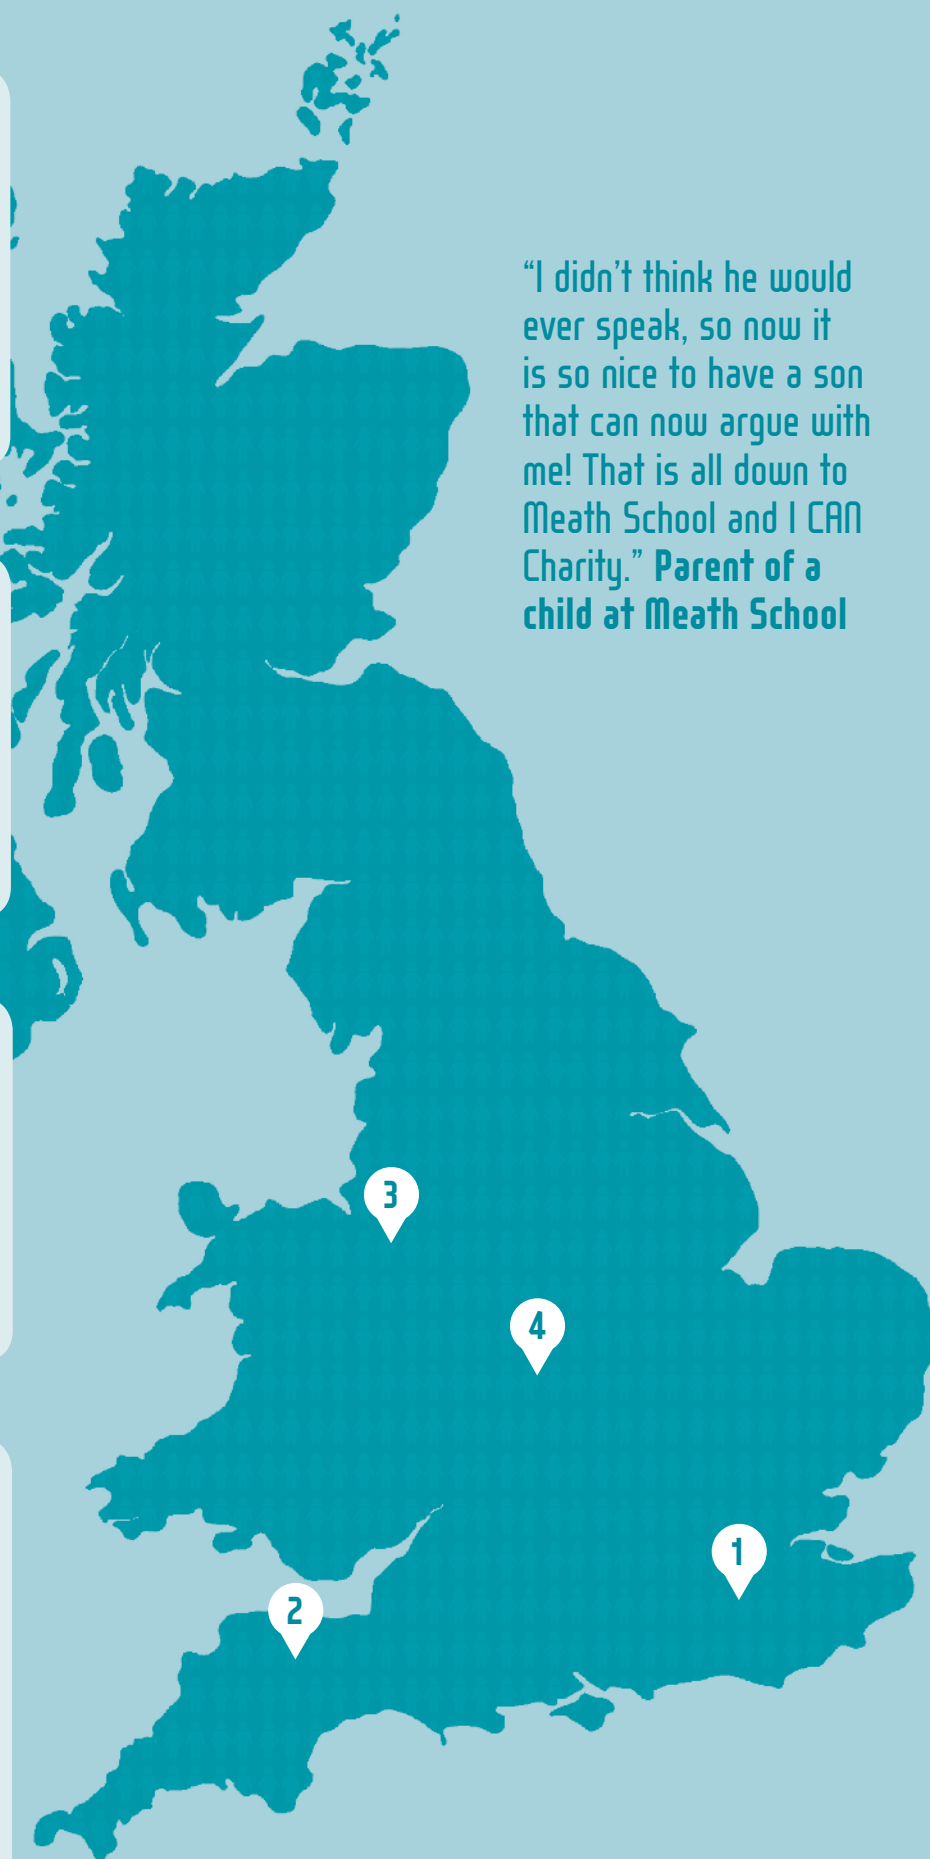 “I didn’t think he would
ever speak, so now it
is so nice to have a son
that can now argue with
me! That is all down to
Meath School and I CAN
Charity.” Parent of a
child at Meath School
3
4
1
2